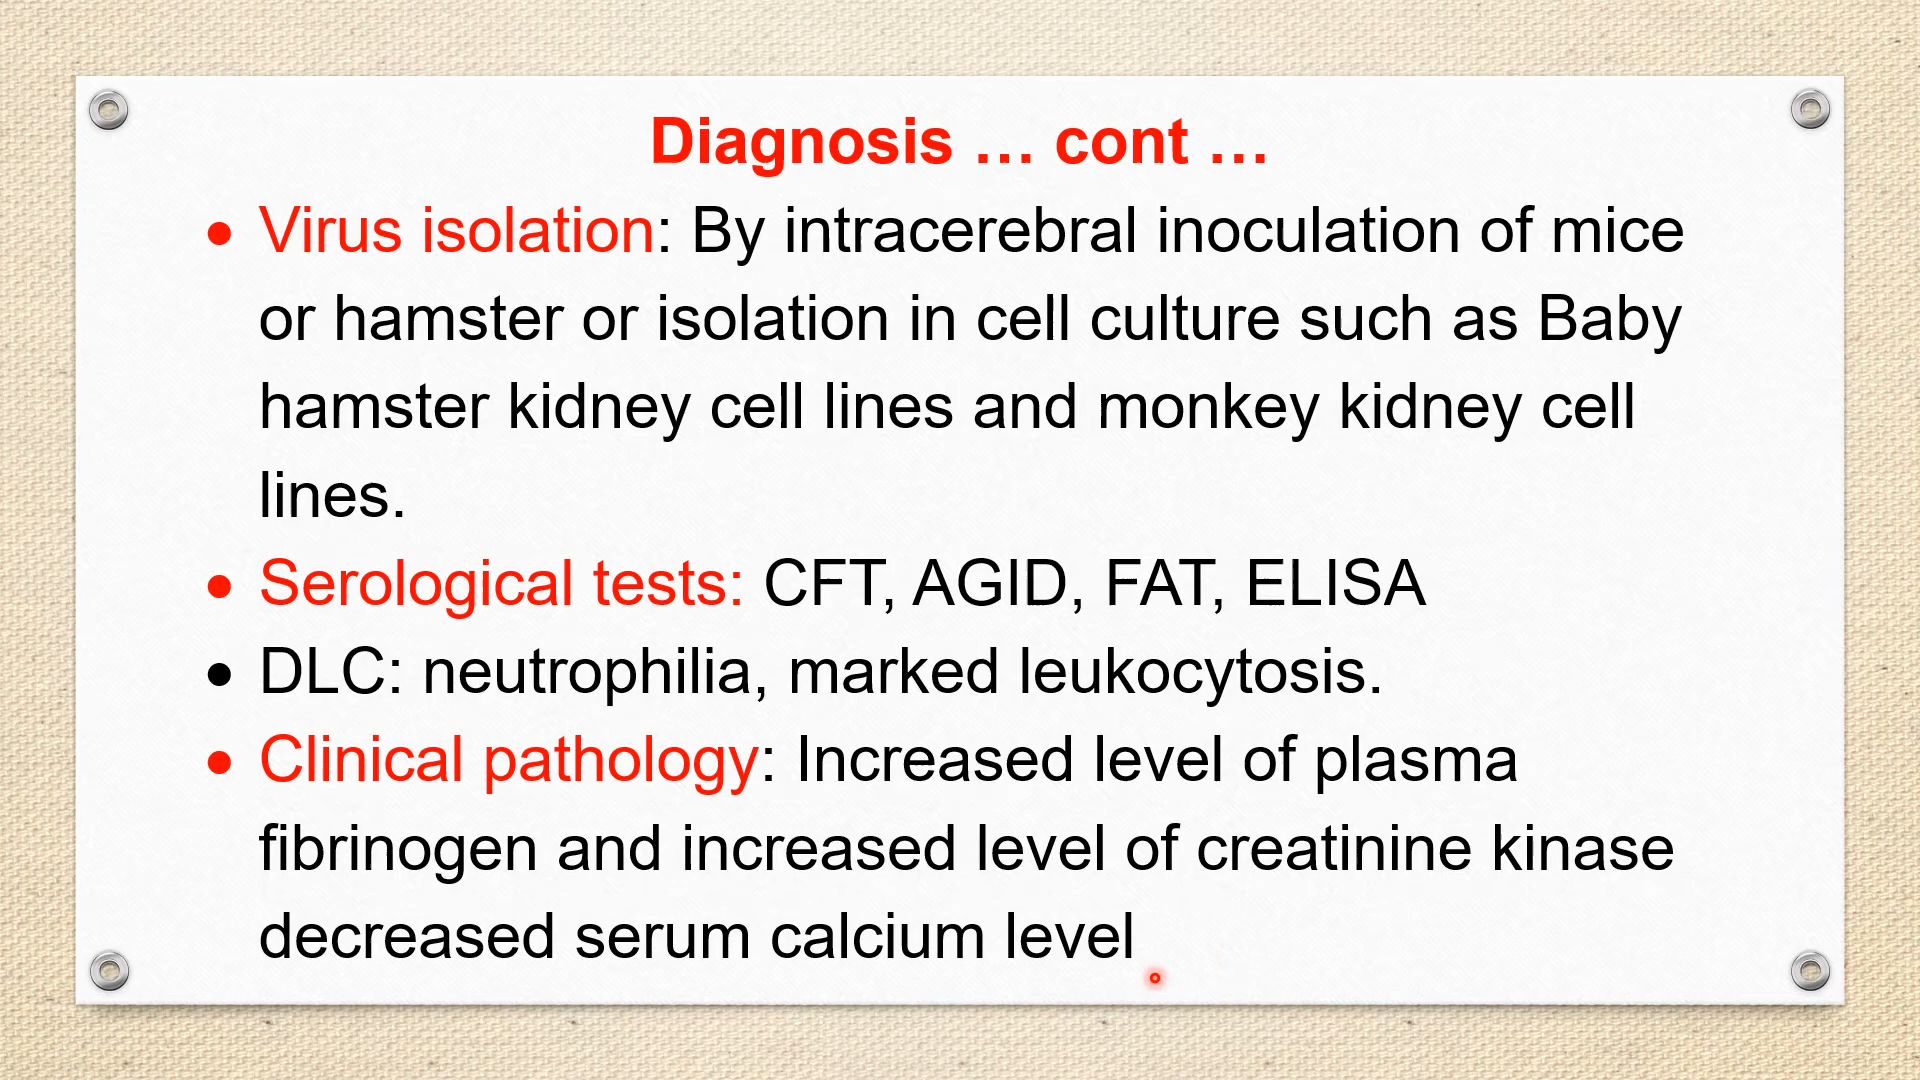 Diagnosis … cont …
• Virus isolation: By intracerebral inoculation of mice
or hamster or isolation in cell culture such as Baby
hamster kidney cell lines and monkey kidney cell
lines.
• Serological tests: CFT, AGID, FAT, ELISA
• DLC: neutrophilia, marked leukocytosis.
• Clinical pathology: Increased level of plasma
fibrinogen and increased level of creatinine kinase
decreased serum calcium level